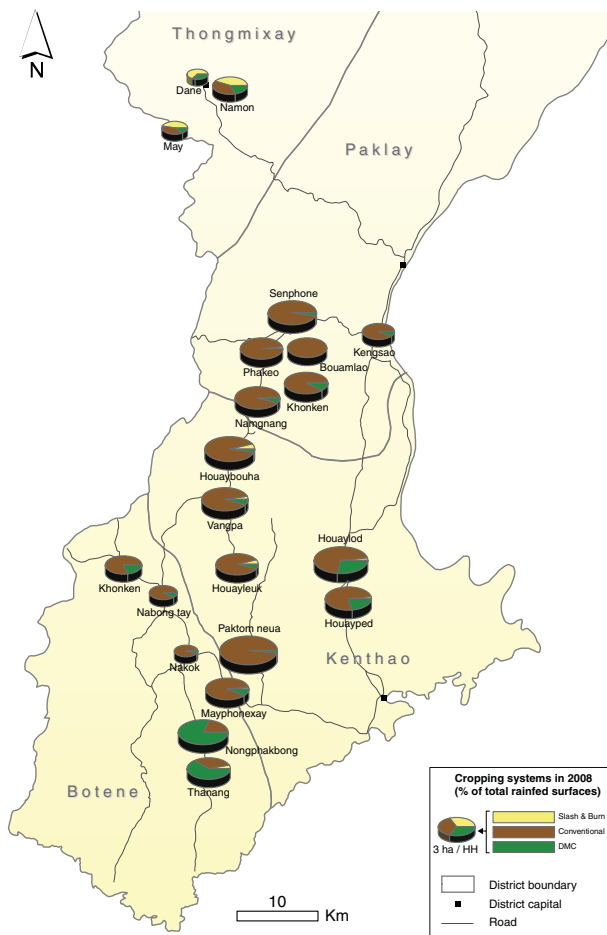 Thongmixay
N
Dane
Namon
May
Paklay
Senphone
Kengsao
Phakeo
Bouamlao
Khonken
Namgnang
Houaybouha
Vangpa
Houaylod
Khonken
Houayleuk
Nabong tay
Houayped
Paktom neua
Nakok
Kenthao
Mayphonexay
Nongphakbong
Botene
Thanang
Cropping systems in 2008
(% of total rainfed surfaces)
Slash & Burn
Conventional
DMC
3 ha / HH
District boundary
District capital
Road
10
Km